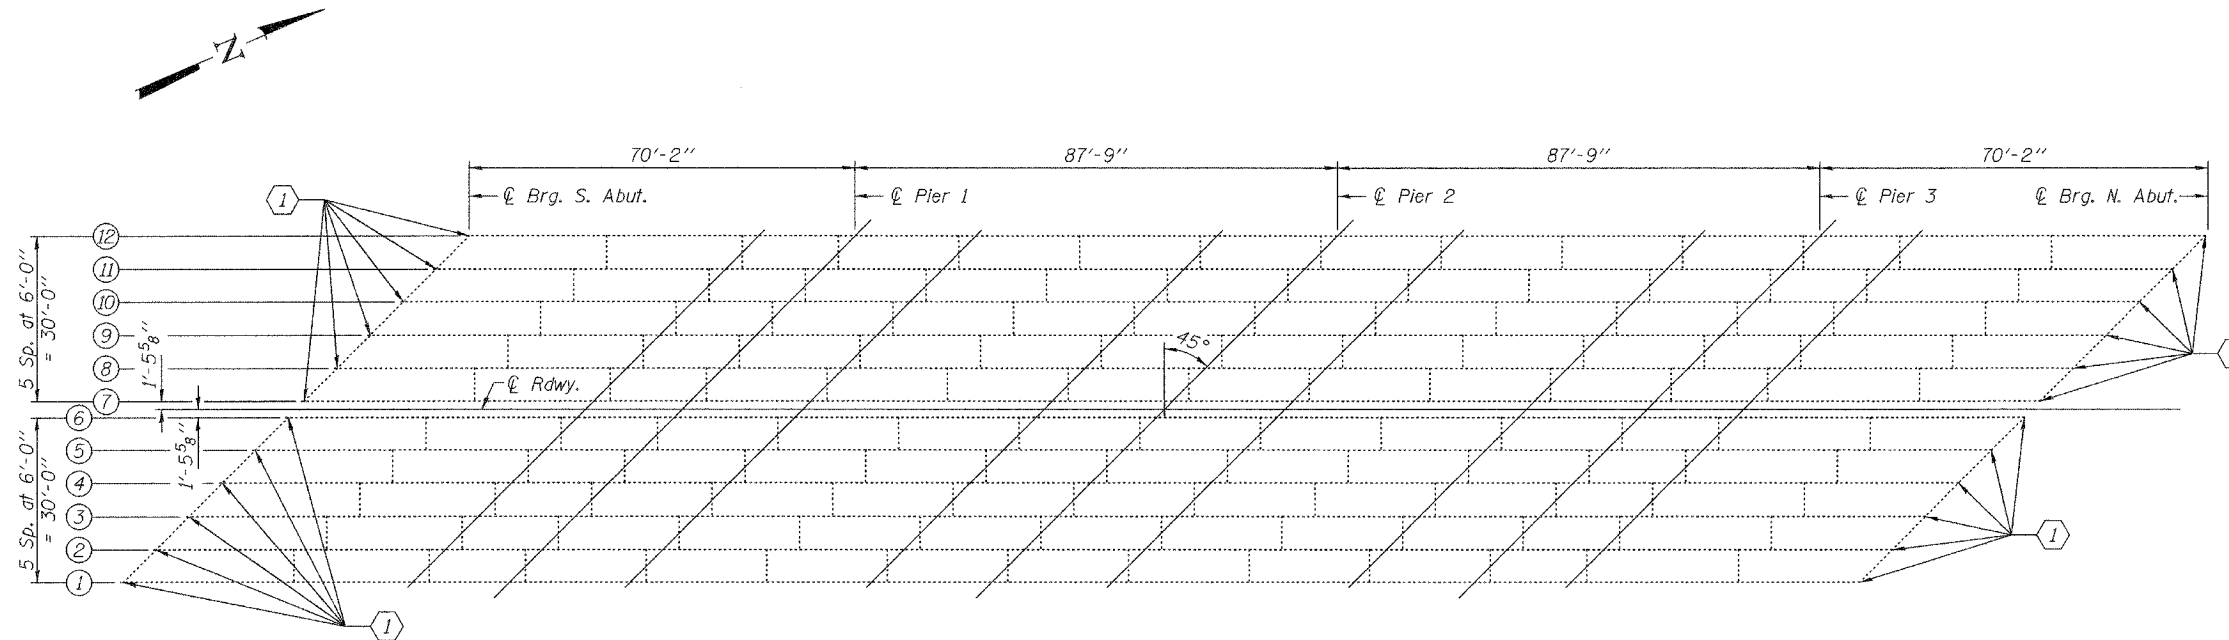 N
70'-2"
87'-9"
87'-9"
70'-2"
1
℄ Brg. S. Abut.
℄ Pier 1
℄ Pier 2
℄ Pier 3
℄ Brg. N. Abut.
12
11
10
9
8
7
6
5
4
3
2
1
5 Sp. at 6'-0"
= 30'-0"
1'-5 5/8"
5 Sp. at 6'-0"
= 30'-0"
1'-5 5/8"
℄ Rdwy.
45°
1
1